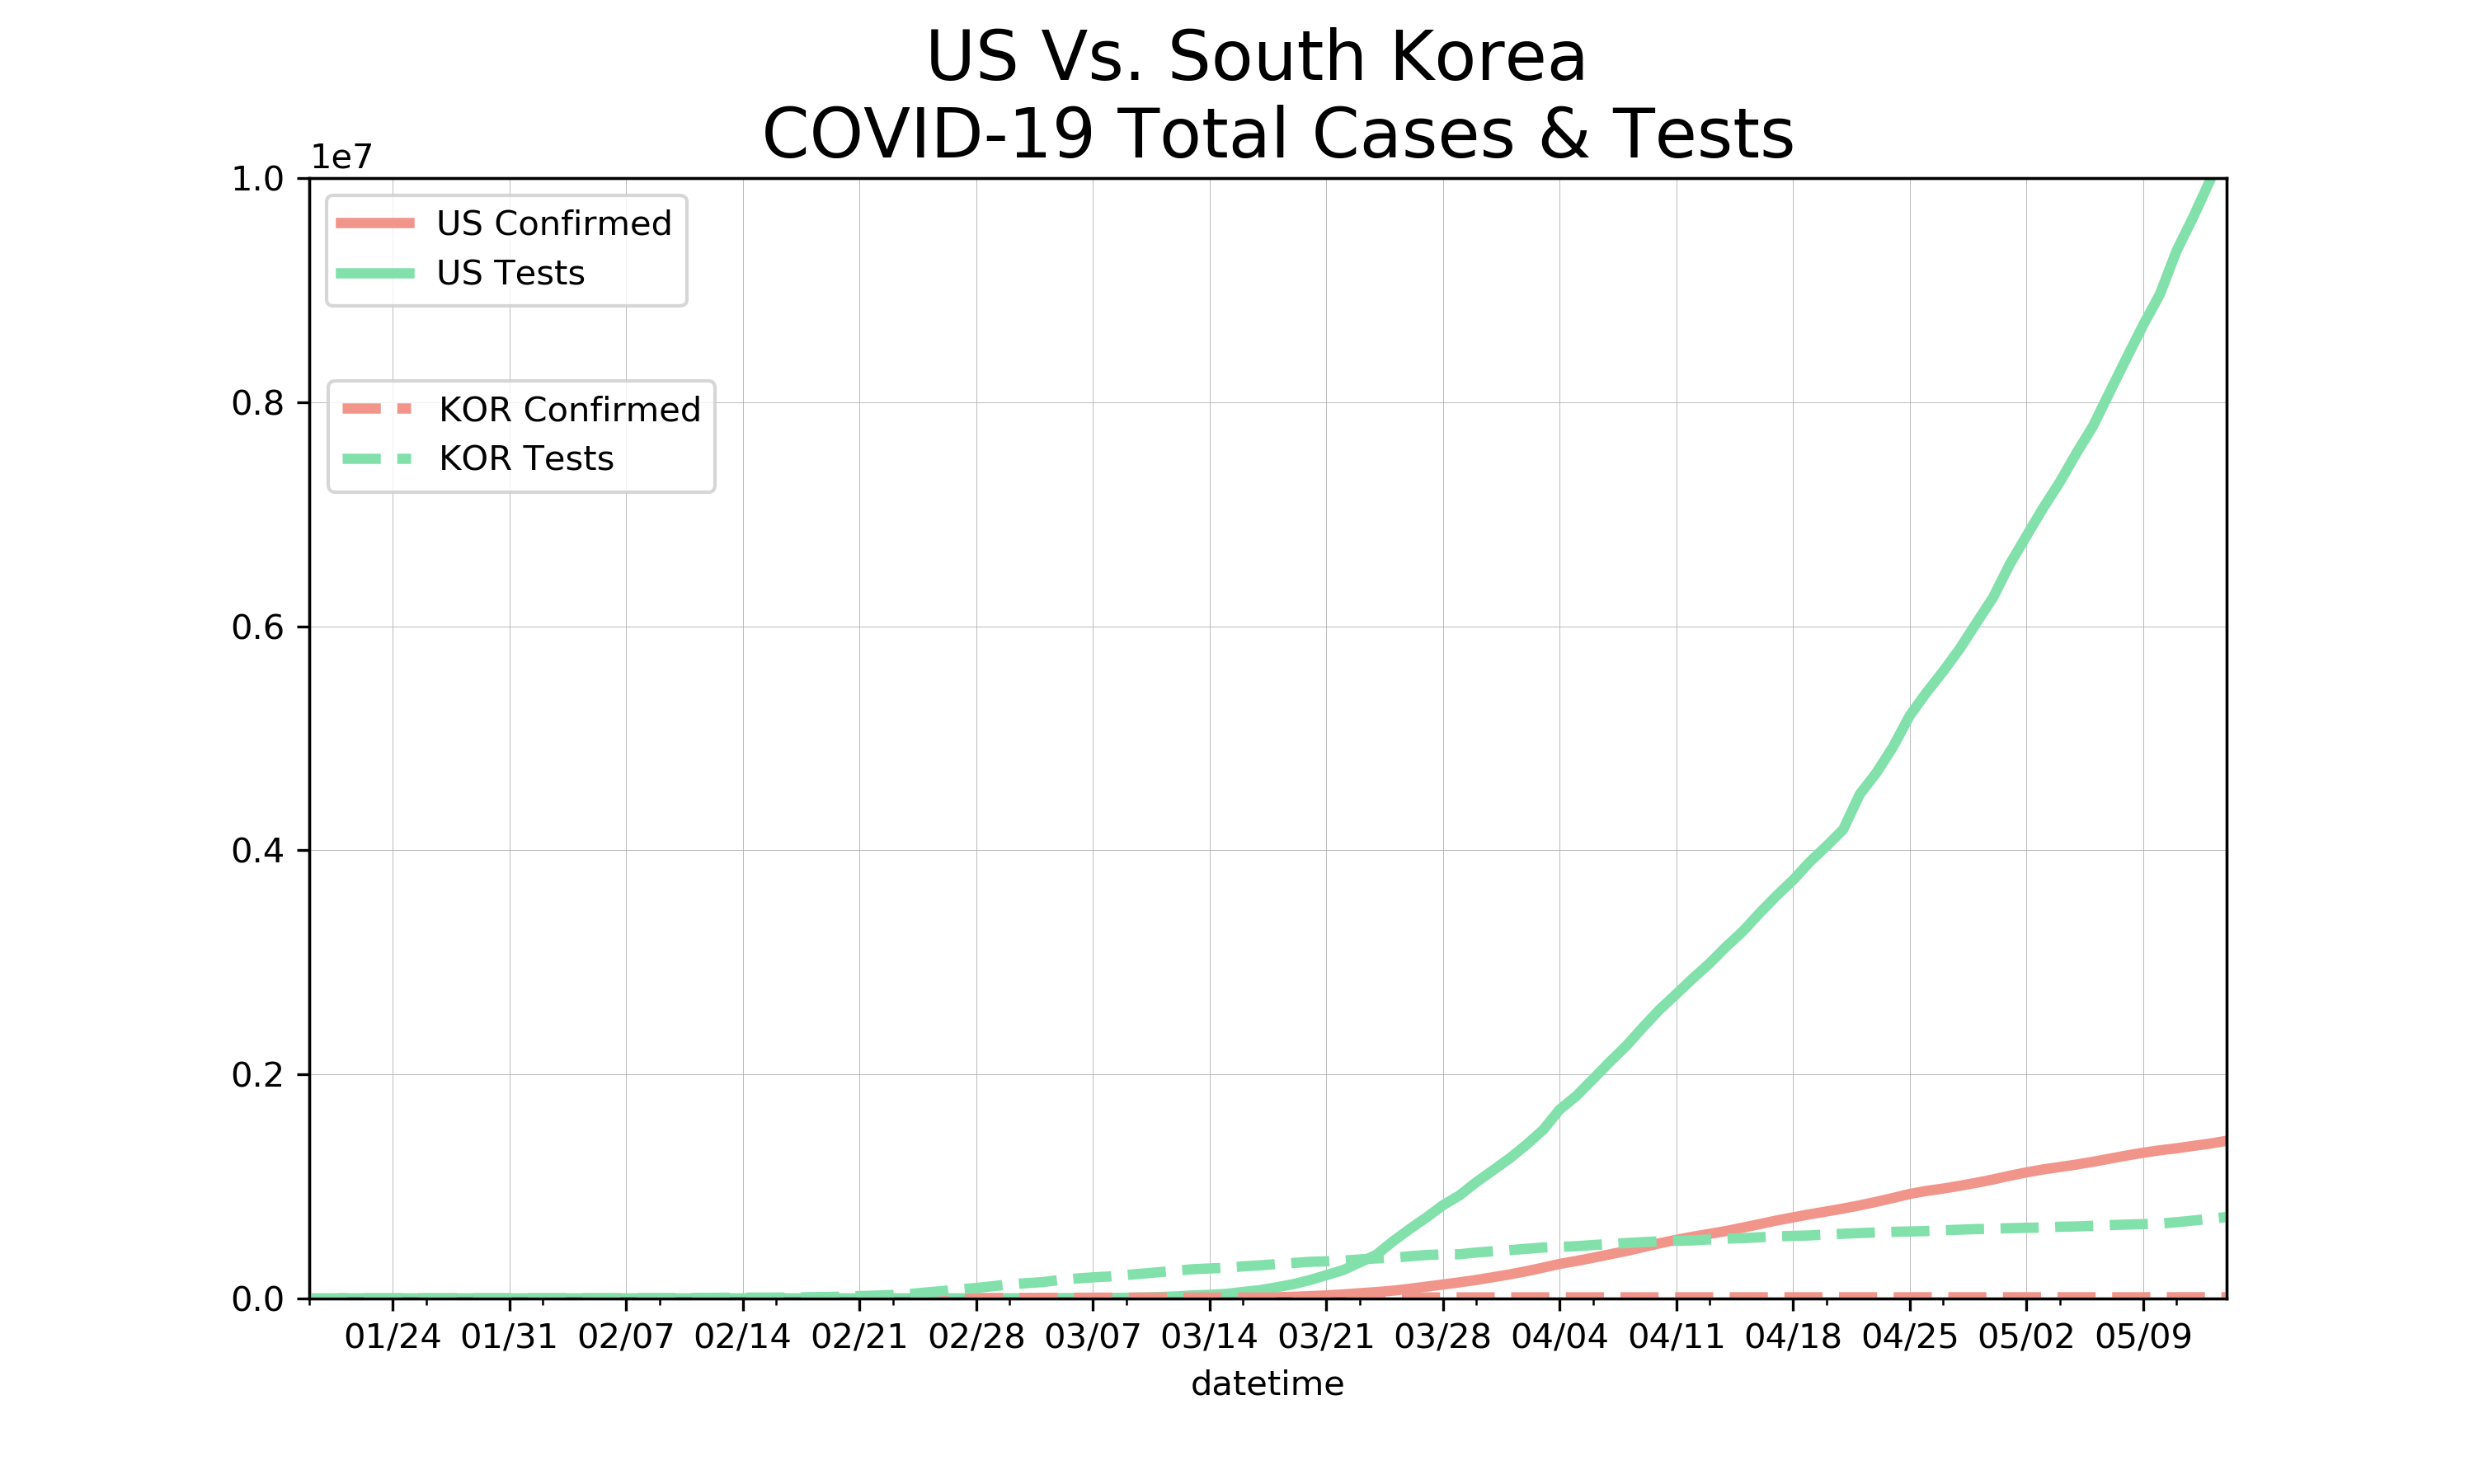 US Vs. South Korea
COVID-19 Total Cases & Tests
1e7
1.0
0.8
0.6
0.4
0.2
0.0
US Confirmed
US Tests
KOR Confirmed
KOR Tests
01/24 01/31 02/07 02/14 02/21 02/28 03/07 03/14 03/21 03/28 04/04 04/11 04/18 04/25 05/02 05/09
datetime